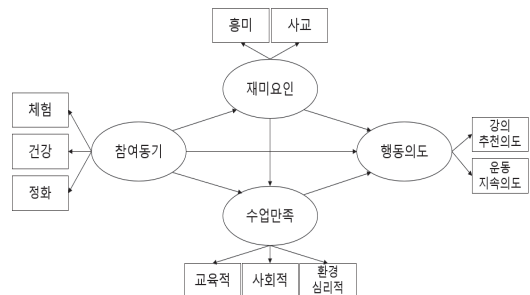 흥미 사교
재미요인
체험
건강
정화
참여동기
행동의도
강의
추천의도
운동
지속의도
수업만족
교육적 사회적 환경
심리적